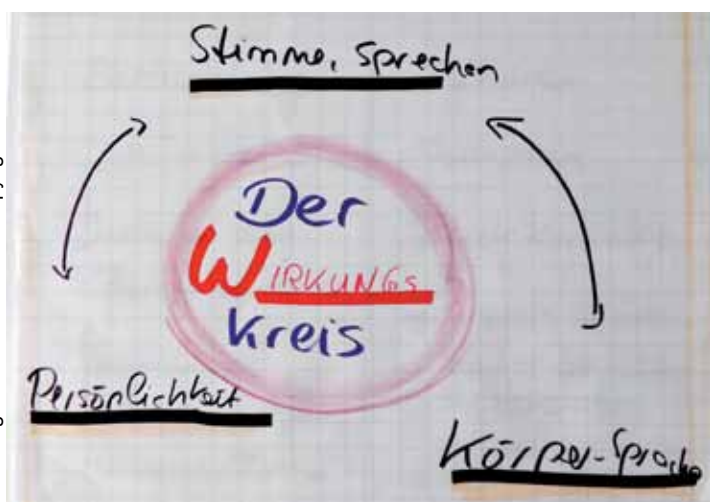 Stimme, Sprechen
Der
WIRKUNGs
Kreis
Persönlichkeit
Körper-Sprache